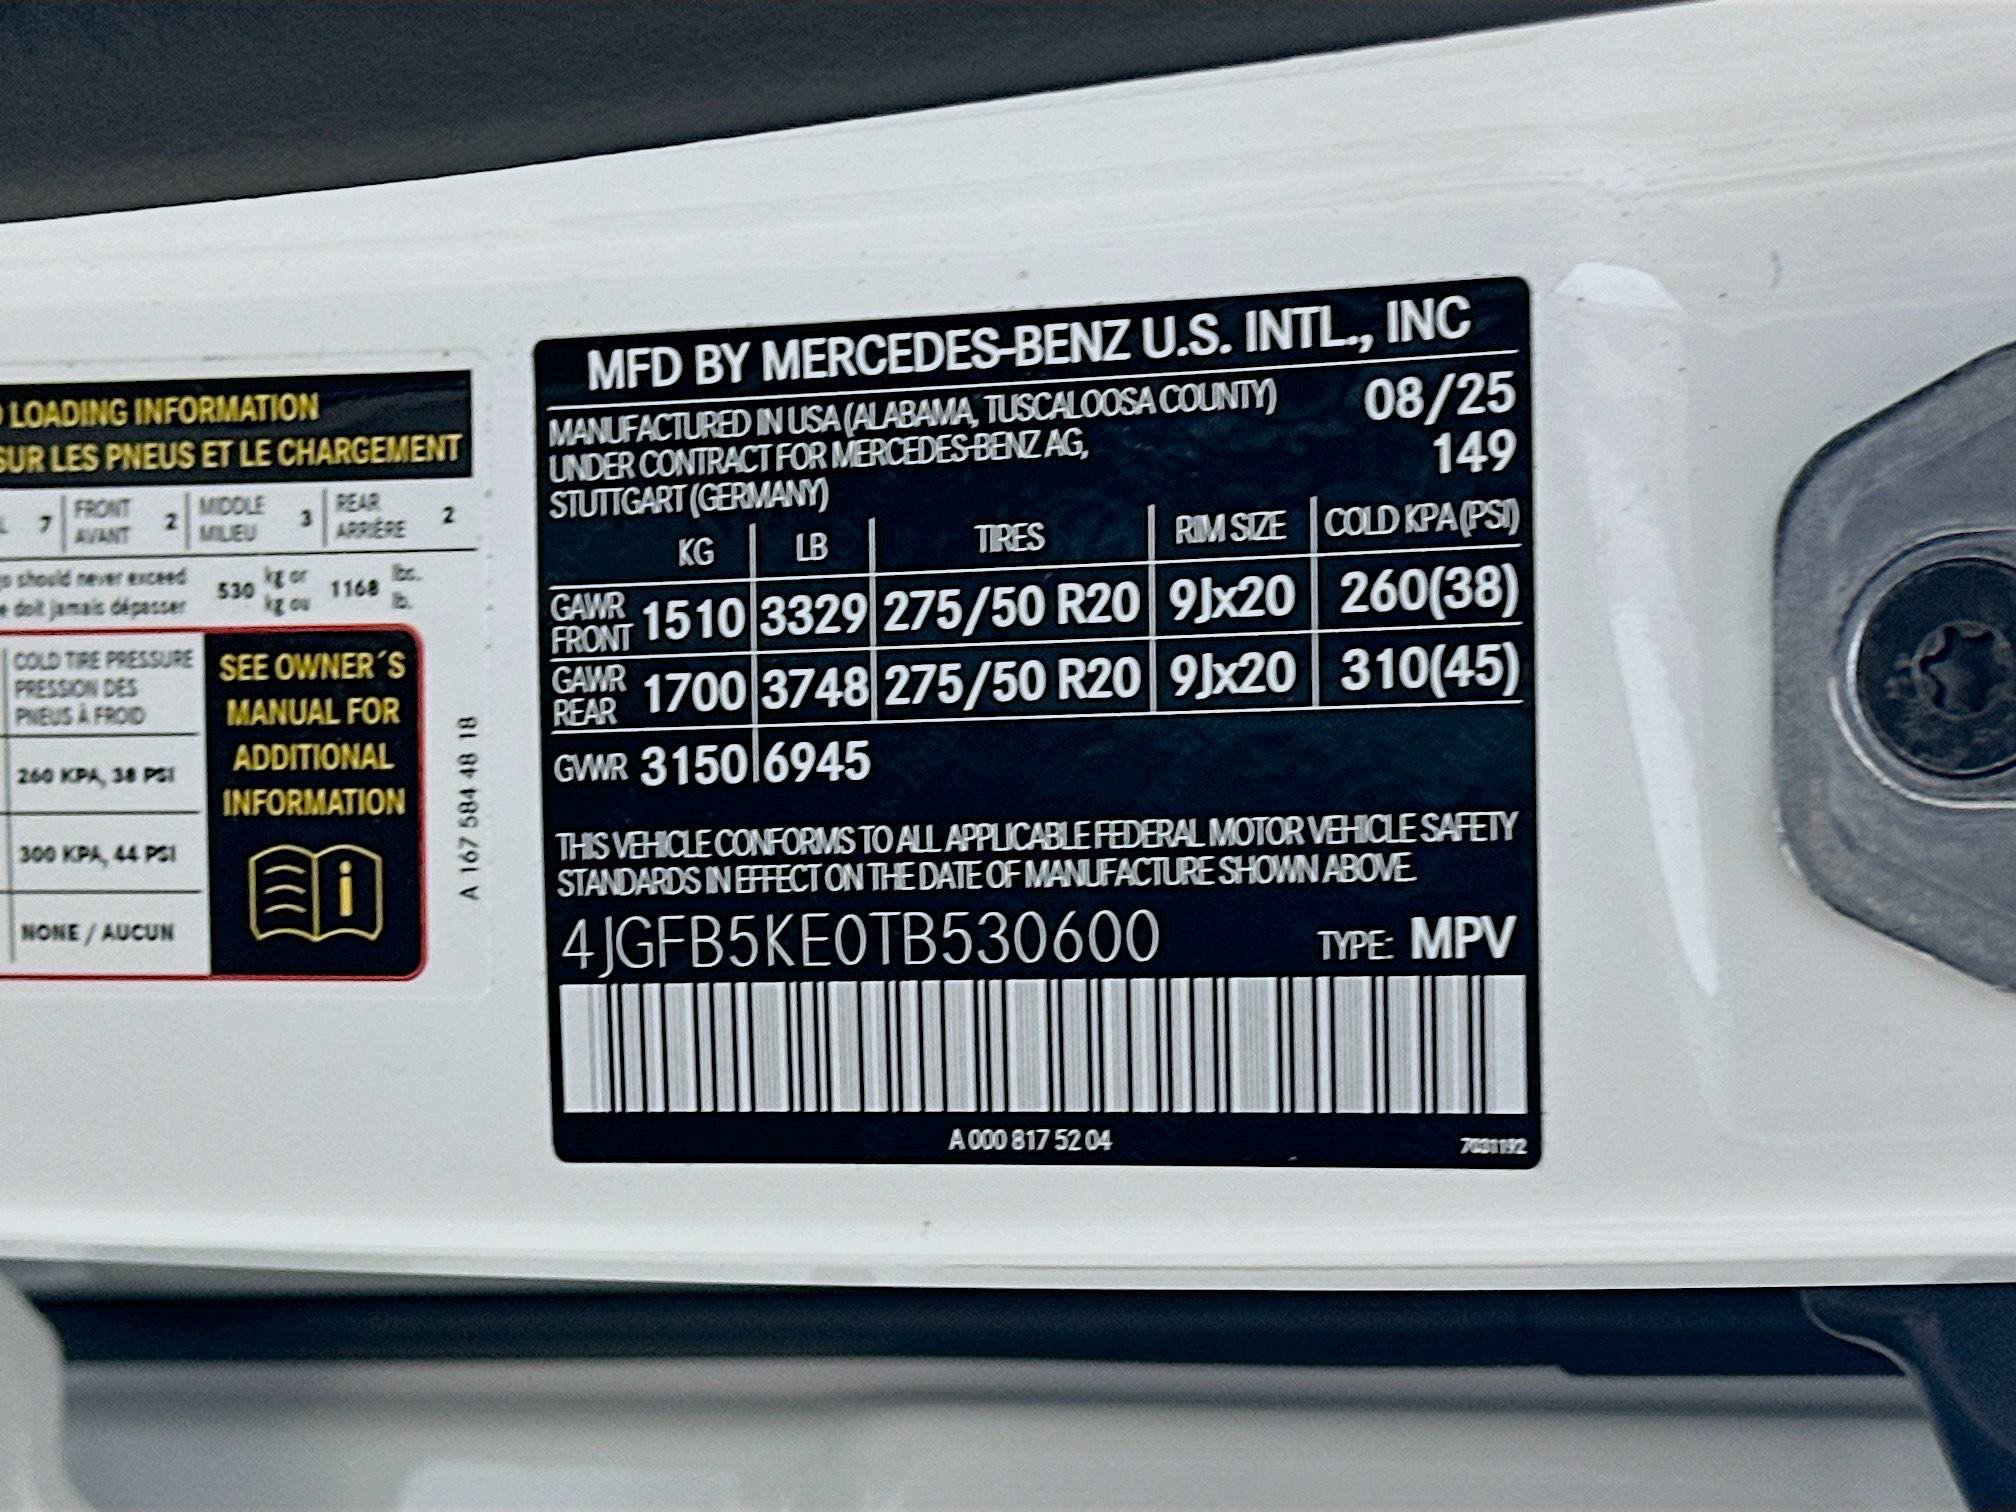 LOADING INFORMATION
SUR LES PNEUS ET LE CHARGEMENT
7 FRONT AVANT 2 MIDDLE MILIEU 3 REAR ARRIÈRE 2
should never exceed 530 kg or 1168 lbs.
doit jamais dépasser kg ou lb.
COLD TIRE PRESSURE
PRESSION DES
PNEUS À FROID
260 KPA, 38 PSI
300 KPA, 44 PSI
NONE / AUCUN
SEE OWNER´S
MANUAL FOR
ADDITIONAL
INFORMATION
i
A 167 584 48 18
MFD BY MERCEDES-BENZ U.S. INTL., INC
MANUFACTURED IN USA (ALABAMA, TUSCALOOSA COUNTY) 08/25
UNDER CONTRACT FOR MERCEDES-BENZ AG, 149
STUTTGART (GERMANY)
KG LB TIRES RIM SIZE COLD KPA (PSI)
GAWR FRONT 1510 3329 275/50 R20 9Jx20 260(38)
GAWR REAR 1700 3748 275/50 R20 9Jx20 310(45)
GVWR 3150 6945
THIS VEHICLE CONFORMS TO ALL APPLICABLE FEDERAL MOTOR VEHICLE SAFETY
STANDARDS IN EFFECT ON THE DATE OF MANUFACTURE SHOWN ABOVE.
4JGFB5KE0TB530600 TYPE: MPV
A 000 817 52 04
7031192